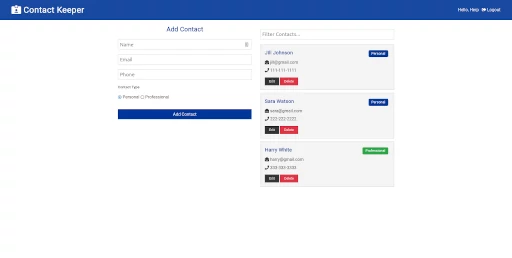 Contact Keeper
Hello, Harp Logout
Add Contact
Name
Email
Phone
Contact Type
Personal Professional
Add Contact
Filter Contacts...
Jill Johnson Personal
jill@gmail.com
111-111-1111
Edit Delete
Sara Watson Personal
sara@gmail.com
222-222-2222
Edit Delete
Harry White Professional
harry@gmail.com
333-333-3333
Edit Delete